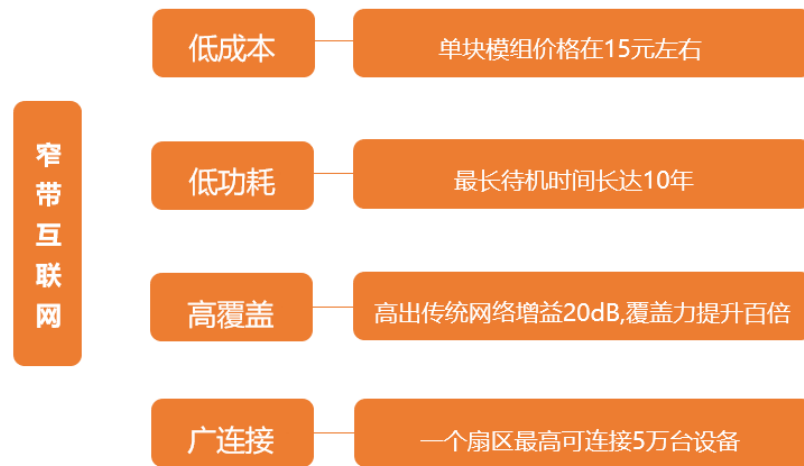 窄带互联网
低成本
单块模组价格在15元左右
低功耗
最长待机时间长达10年
高覆盖
高出传统网络增益20dB,覆盖力提升百倍
广连接
一个扇区最高可连接5万台设备